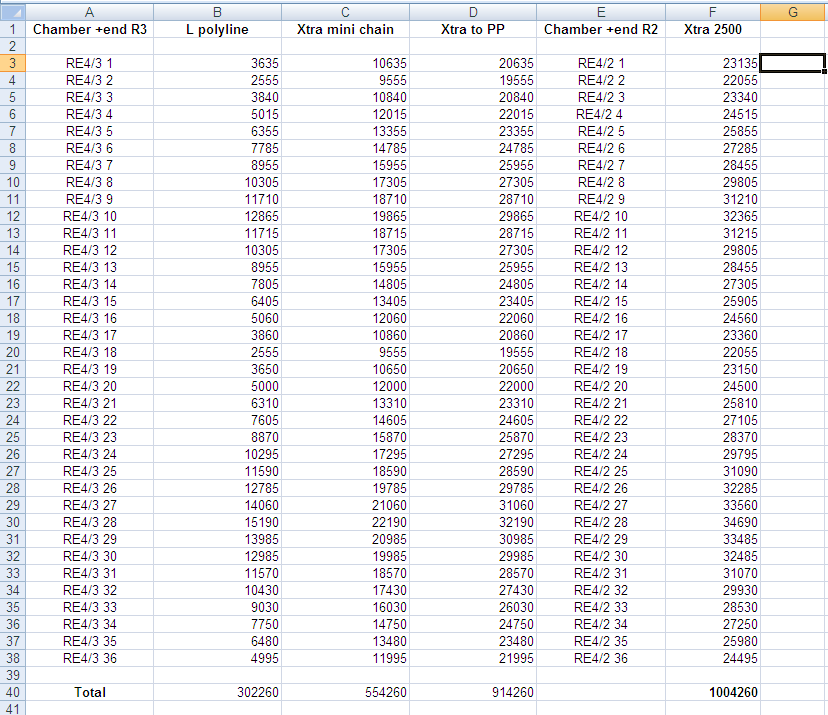 A B C D E F G
1 Chamber +end R3 L polyline Xtra mini chain Xtra to PP Chamber +end R2 Xtra 2500
2
3 RE4/3 1 3635 10635 20635 RE4/2 1 23135
4 RE4/3 2 2555 9555 19555 RE4/2 2 22055
5 RE4/3 3 3840 10840 20840 RE4/2 3 23340
6 RE4/3 4 5015 12015 22015 RE4/2 4 24515
7 RE4/3 5 6355 13355 23355 RE4/2 5 25855
8 RE4/3 6 7785 14785 24785 RE4/2 6 27285
9 RE4/3 7 8955 15955 25955 RE4/2 7 28455
10 RE4/3 8 10305 17305 27305 RE4/2 8 29805
11 RE4/3 9 11710 18710 28710 RE4/2 9 31210
12 RE4/3 10 12865 19865 29865 RE4/2 10 32365
13 RE4/3 11 11715 18715 28715 RE4/2 11 31215
14 RE4/3 12 10305 17305 27305 RE4/2 12 29805
15 RE4/3 13 8955 15955 25955 RE4/2 13 28455
16 RE4/3 14 7805 14805 24805 RE4/2 14 27305
17 RE4/3 15 6405 13405 23405 RE4/2 15 25905
18 RE4/3 16 5060 12060 22060 RE4/2 16 24560
19 RE4/3 17 3860 10860 20860 RE4/2 17 23360
20 RE4/3 18 2555 9555 19555 RE4/2 18 22055
21 RE4/3 19 3650 10650 20650 RE4/2 19 23150
22 RE4/3 20 5000 12000 22000 RE4/2 20 24500
23 RE4/3 21 6310 13310 23310 RE4/2 21 25810
24 RE4/3 22 7605 14605 24605 RE4/2 22 27105
25 RE4/3 23 8870 15870 25870 RE4/2 23 28370
26 RE4/3 24 10295 17295 27295 RE4/2 24 29795
27 RE4/3 25 11590 18590 28590 RE4/2 25 31090
28 RE4/3 26 12785 19785 29785 RE4/2 26 32285
29 RE4/3 27 14060 21060 31060 RE4/2 27 33560
30 RE4/3 28 15190 22190 32190 RE4/2 28 34690
31 RE4/3 29 13985 20985 30985 RE4/2 29 33485
32 RE4/3 30 12985 19985 29985 RE4/2 30 32485
33 RE4/3 31 11570 18570 28570 RE4/2 31 31070
34 RE4/3 32 10430 17430 27430 RE4/2 32 29930
35 RE4/3 33 9030 16030 26030 RE4/2 33 28530
36 RE4/3 34 7750 14750 24750 RE4/2 34 27250
37 RE4/3 35 6480 13480 23480 RE4/2 35 25980
38 RE4/3 36 4995 11995 21995 RE4/2 36 24495
39
40 Total 302260 554260 914260 1004260
41